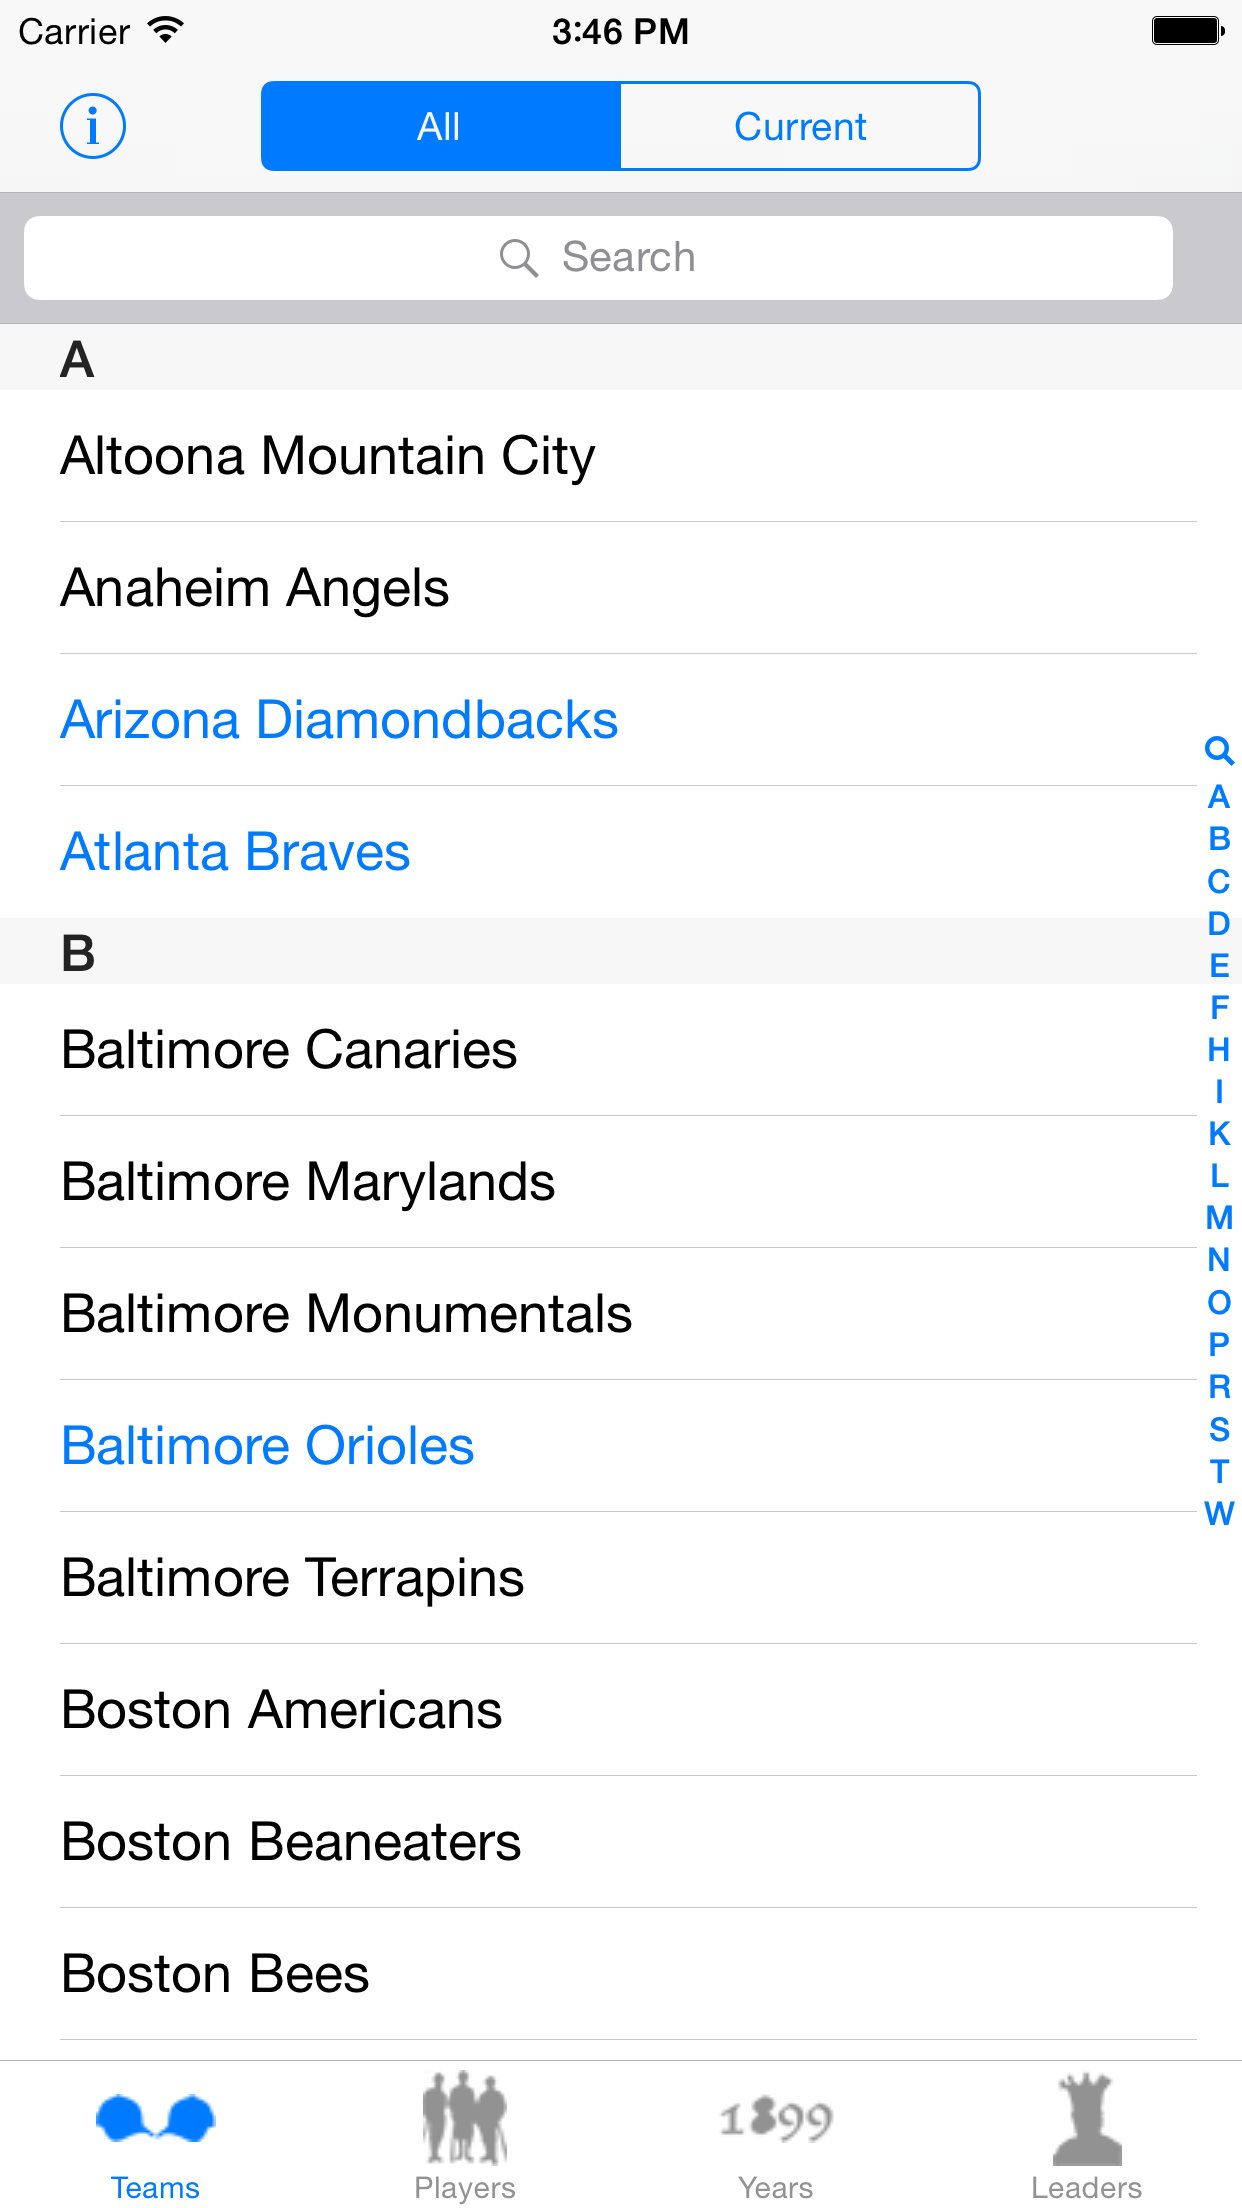 Carrier 3:46 PM
i All Current
Search
A
Altoona Mountain City
Anaheim Angels
Arizona Diamondbacks
Atlanta Braves
B
Baltimore Canaries
Baltimore Marylands
Baltimore Monumentals
Baltimore Orioles
Baltimore Terrapins
Boston Americans
Boston Beaneaters
Boston Bees
A
B
C
D
E
F
H
I
K
L
M
N
O
P
R
S
T
W
1899
Teams Players Years Leaders